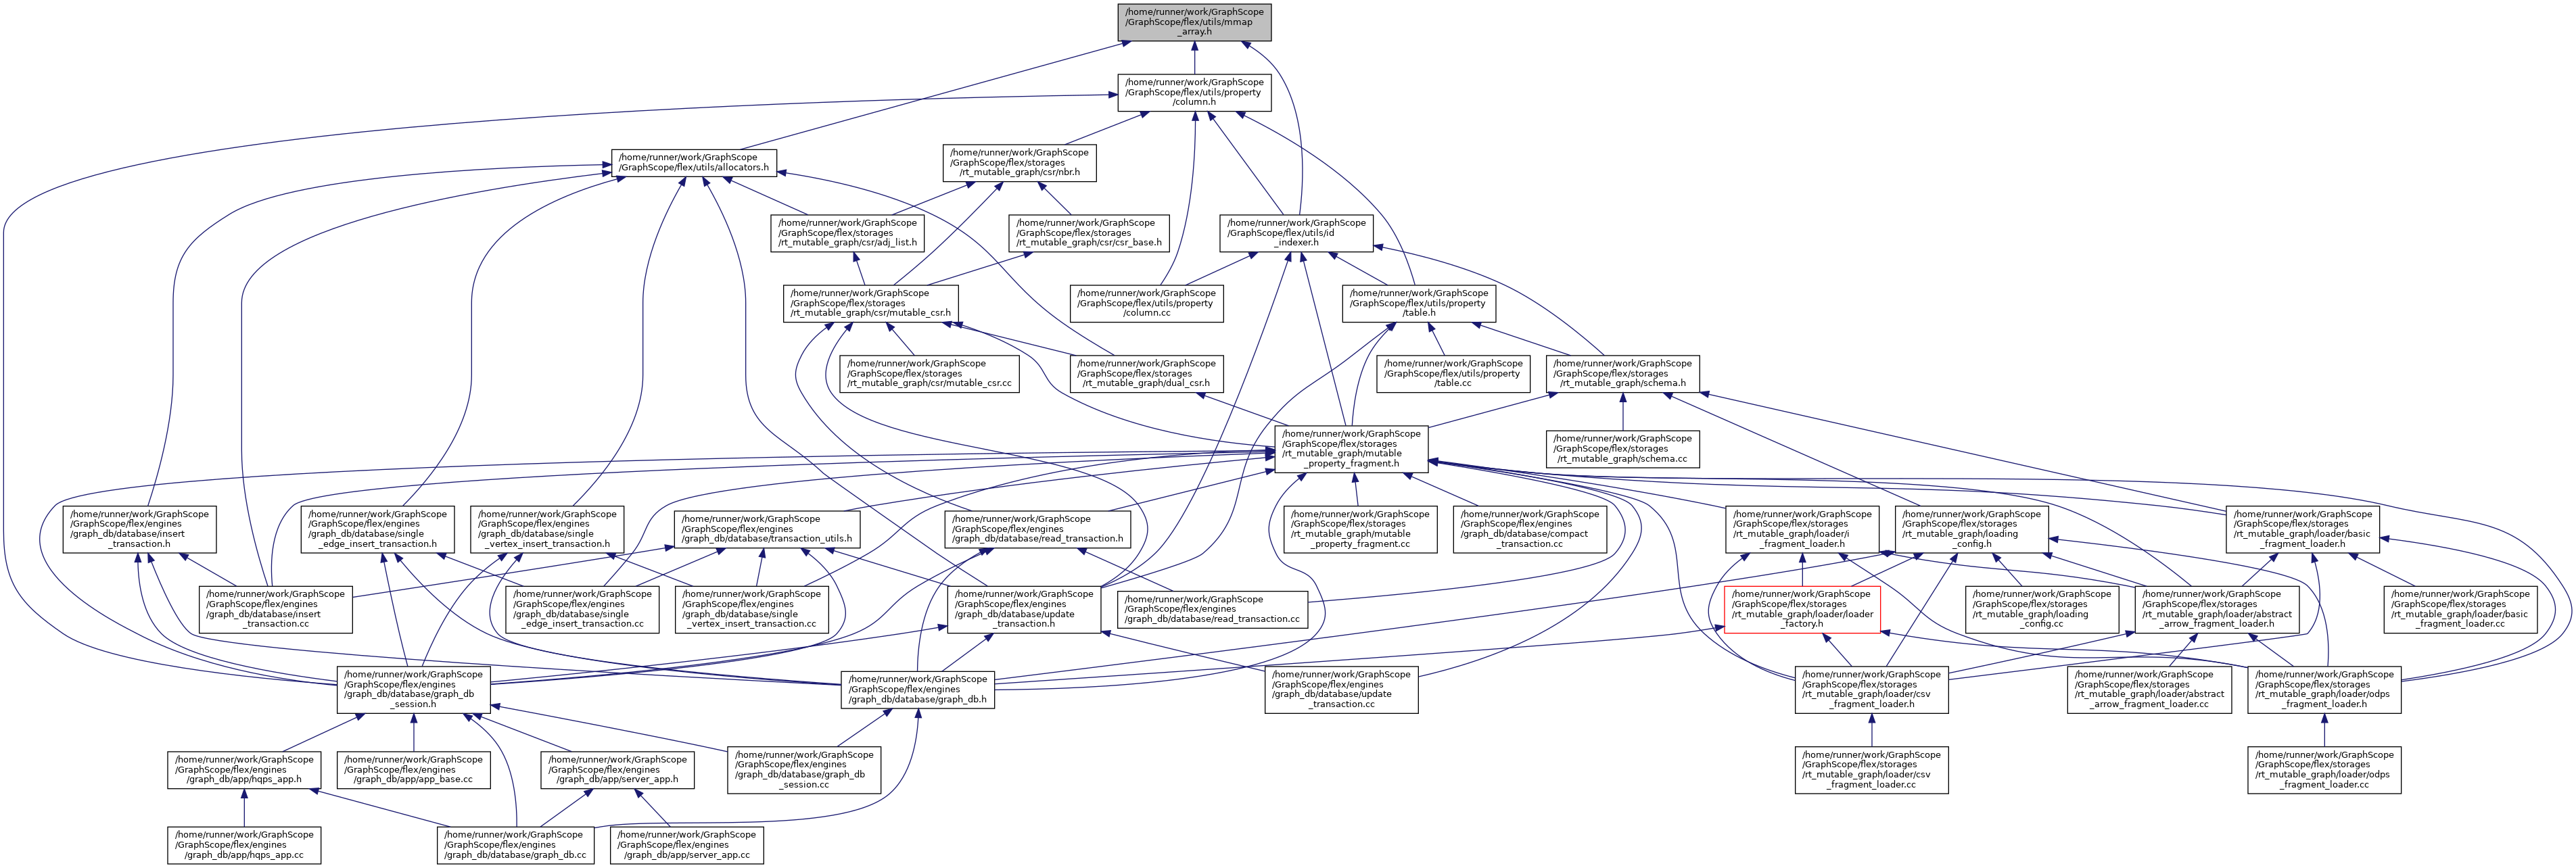 /home/runner/work/GraphScope
/GraphScope/flex/utils/mmap
_array.h
/home/runner/work/GraphScope
/GraphScope/flex/utils/property
/column.h
/home/runner/work/GraphScope
/GraphScope/flex/utils/allocators.h
/home/runner/work/GraphScope
/GraphScope/flex/storages
/rt_mutable_graph/csr/nbr.h
/home/runner/work/GraphScope
/GraphScope/flex/storages
/rt_mutable_graph/csr/adj_list.h
/home/runner/work/GraphScope
/GraphScope/flex/storages
/rt_mutable_graph/csr/csr_base.h
/home/runner/work/GraphScope
/GraphScope/flex/utils/id
_indexer.h
/home/runner/work/GraphScope
/GraphScope/flex/storages
/rt_mutable_graph/csr/mutable_csr.h
/home/runner/work/GraphScope
/GraphScope/flex/utils/property
/column.cc
/home/runner/work/GraphScope
/GraphScope/flex/utils/property
/table.h
/home/runner/work/GraphScope
/GraphScope/flex/storages
/rt_mutable_graph/csr/mutable_csr.cc
/home/runner/work/GraphScope
/GraphScope/flex/storages
/rt_mutable_graph/dual_csr.h
/home/runner/work/GraphScope
/GraphScope/flex/utils/property
/table.cc
/home/runner/work/GraphScope
/GraphScope/flex/storages
/rt_mutable_graph/schema.h
/home/runner/work/GraphScope
/GraphScope/flex/storages
/rt_mutable_graph/mutable
_property_fragment.h
/home/runner/work/GraphScope
/GraphScope/flex/storages
/rt_mutable_graph/schema.cc
/home/runner/work/GraphScope
/GraphScope/flex/engines
/graph_db/database/insert
_transaction.h
/home/runner/work/GraphScope
/GraphScope/flex/engines
/graph_db/database/single
_edge_insert_transaction.h
/home/runner/work/GraphScope
/GraphScope/flex/engines
/graph_db/database/single
_vertex_insert_transaction.h
/home/runner/work/GraphScope
/GraphScope/flex/engines
/graph_db/database/transaction_utils.h
/home/runner/work/GraphScope
/GraphScope/flex/engines
/graph_db/database/read_transaction.h
/home/runner/work/GraphScope
/GraphScope/flex/storages
/rt_mutable_graph/mutable
_property_fragment.cc
/home/runner/work/GraphScope
/GraphScope/flex/engines
/graph_db/database/compact
_transaction.cc
/home/runner/work/GraphScope
/GraphScope/flex/storages
/rt_mutable_graph/loader/i
_fragment_loader.h
/home/runner/work/GraphScope
/GraphScope/flex/storages
/rt_mutable_graph/loading
_config.h
/home/runner/work/GraphScope
/GraphScope/flex/storages
/rt_mutable_graph/loader/basic
_fragment_loader.h
/home/runner/work/GraphScope
/GraphScope/flex/engines
/graph_db/database/insert
_transaction.cc
/home/runner/work/GraphScope
/GraphScope/flex/engines
/graph_db/database/single
_edge_insert_transaction.cc
/home/runner/work/GraphScope
/GraphScope/flex/engines
/graph_db/database/single
_vertex_insert_transaction.cc
/home/runner/work/GraphScope
/GraphScope/flex/engines
/graph_db/database/update
_transaction.h
/home/runner/work/GraphScope
/GraphScope/flex/engines
/graph_db/database/read_transaction.cc
/home/runner/work/GraphScope
/GraphScope/flex/storages
/rt_mutable_graph/loader/loader
_factory.h
/home/runner/work/GraphScope
/GraphScope/flex/storages
/rt_mutable_graph/loading
_config.cc
/home/runner/work/GraphScope
/GraphScope/flex/storages
/rt_mutable_graph/loader/abstract
_arrow_fragment_loader.h
/home/runner/work/GraphScope
/GraphScope/flex/storages
/rt_mutable_graph/loader/basic
_fragment_loader.cc
/home/runner/work/GraphScope
/GraphScope/flex/engines
/graph_db/database/graph_db
_session.h
/home/runner/work/GraphScope
/GraphScope/flex/engines
/graph_db/database/graph_db.h
/home/runner/work/GraphScope
/GraphScope/flex/engines
/graph_db/database/update
_transaction.cc
/home/runner/work/GraphScope
/GraphScope/flex/storages
/rt_mutable_graph/loader/csv
_fragment_loader.h
/home/runner/work/GraphScope
/GraphScope/flex/storages
/rt_mutable_graph/loader/abstract
_arrow_fragment_loader.cc
/home/runner/work/GraphScope
/GraphScope/flex/storages
/rt_mutable_graph/loader/odps
_fragment_loader.h
/home/runner/work/GraphScope
/GraphScope/flex/engines
/graph_db/app/hqps_app.h
/home/runner/work/GraphScope
/GraphScope/flex/engines
/graph_db/app/app_base.cc
/home/runner/work/GraphScope
/GraphScope/flex/engines
/graph_db/app/server_app.h
/home/runner/work/GraphScope
/GraphScope/flex/engines
/graph_db/database/graph_db
_session.cc
/home/runner/work/GraphScope
/GraphScope/flex/storages
/rt_mutable_graph/loader/csv
_fragment_loader.cc
/home/runner/work/GraphScope
/GraphScope/flex/storages
/rt_mutable_graph/loader/odps
_fragment_loader.cc
/home/runner/work/GraphScope
/GraphScope/flex/engines
/graph_db/app/hqps_app.cc
/home/runner/work/GraphScope
/GraphScope/flex/engines
/graph_db/database/graph_db.cc
/home/runner/work/GraphScope
/GraphScope/flex/engines
/graph_db/app/server_app.cc